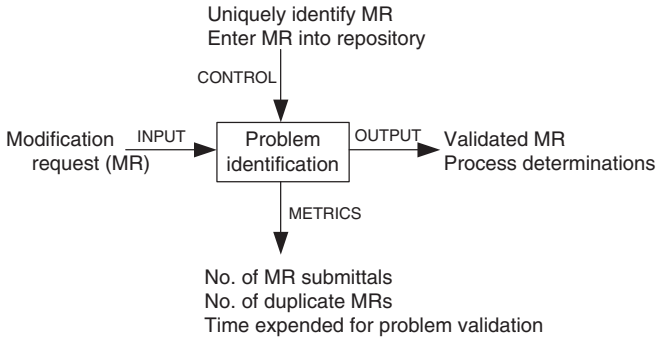 Uniquely identify MR
Enter MR into repository
CONTROL
Modification
request (MR)
INPUT
Problem
identification
OUTPUT
Validated MR
Process determinations
METRICS
No. of MR submittals
No. of duplicate MRs
Time expended for problem validation